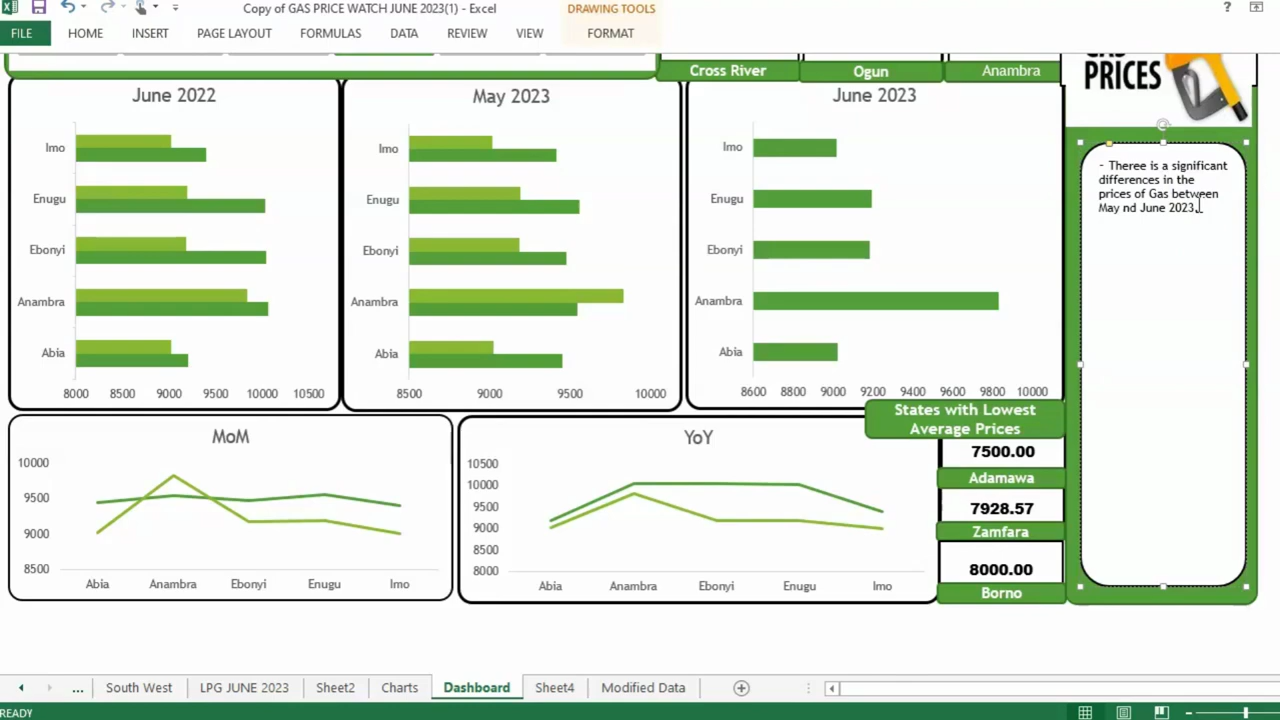 Copy of GAS PRICE WATCH JUNE 2023(1) - Excel
DRAWING TOOLS
?
FILE HOME INSERT PAGE LAYOUT FORMULAS DATA REVIEW VIEW FORMAT
Cross River Ogun Anambra
PRICES
June 2022
Imo
Enugu
Ebonyi
Anambra
Abia
8000 8500 9000 9500 10000 10500
May 2023
Imo
Enugu
Ebonyi
Anambra
Abia
8500 9000 9500 10000
June 2023
Imo
Enugu
Ebonyi
Anambra
Abia
8600 8800 9000 9200 9400 9600 9800 10000
- Theree is a significant
differences in the
prices of Gas between
May nd June 2023.
MoM
10000
9500
9000
8500
Abia Anambra Ebonyi Enugu Imo
YoY
10500
10000
9500
9000
8500
8000
Abia Anambra Ebonyi Enugu Imo
States with Lowest
Average Prices
7500.00
Adamawa
7928.57
Zamfara
8000.00
Borno
... South West LPG JUNE 2023 Sheet2 Charts Dashboard Sheet4 Modified Data
READY